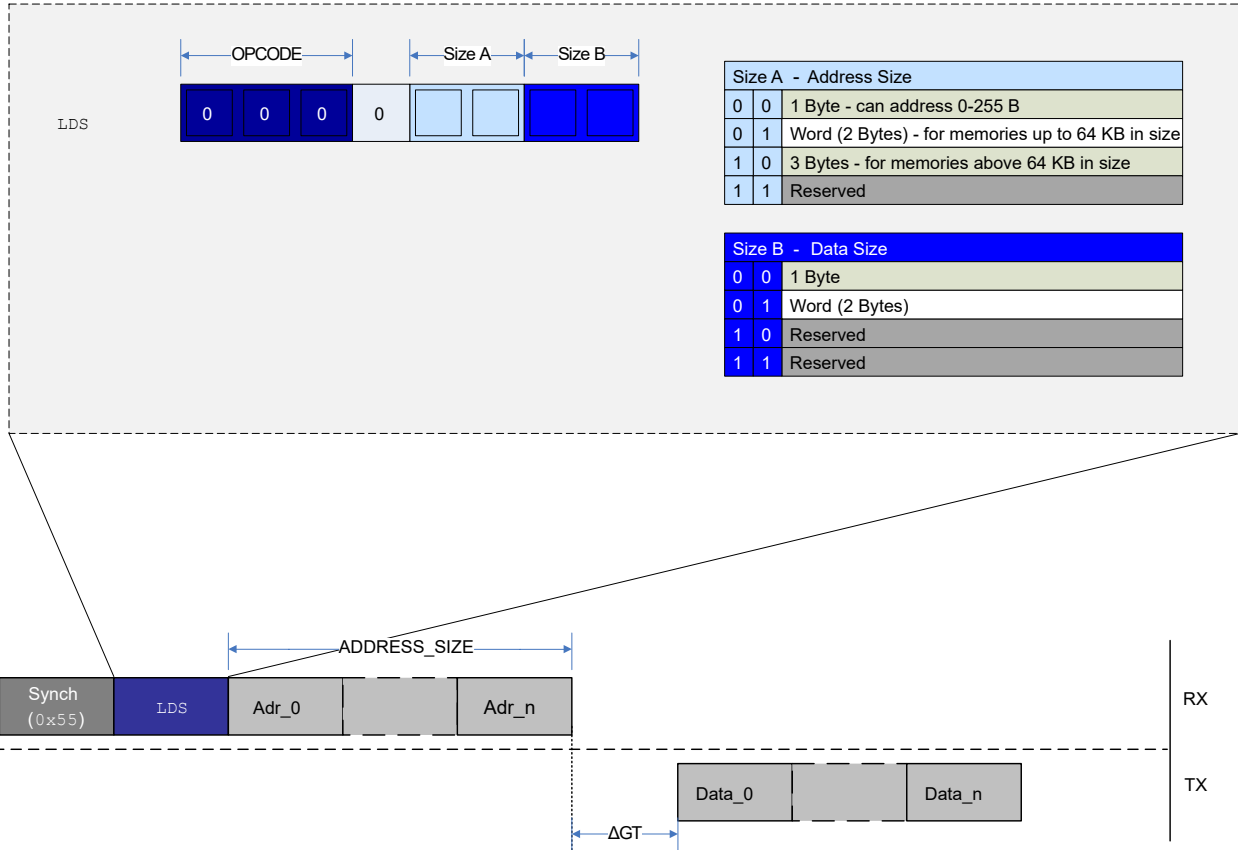 OPCODE Size A Size B
LDS 0 0 0 0
Size A - Address Size
0 0 1 Byte - can address 0-255 B
0 1 Word (2 Bytes) - for memories up to 64 KB in size
1 0 3 Bytes - for memories above 64 KB in size
1 1 Reserved
Size B - Data Size
0 0 1 Byte
0 1 Word (2 Bytes)
1 0 Reserved
1 1 Reserved
ADDRESS_SIZE
Synch
(0x55)
LDS Adr_0 Adr_n RX
Data_0 Data_n TX
ΔGT